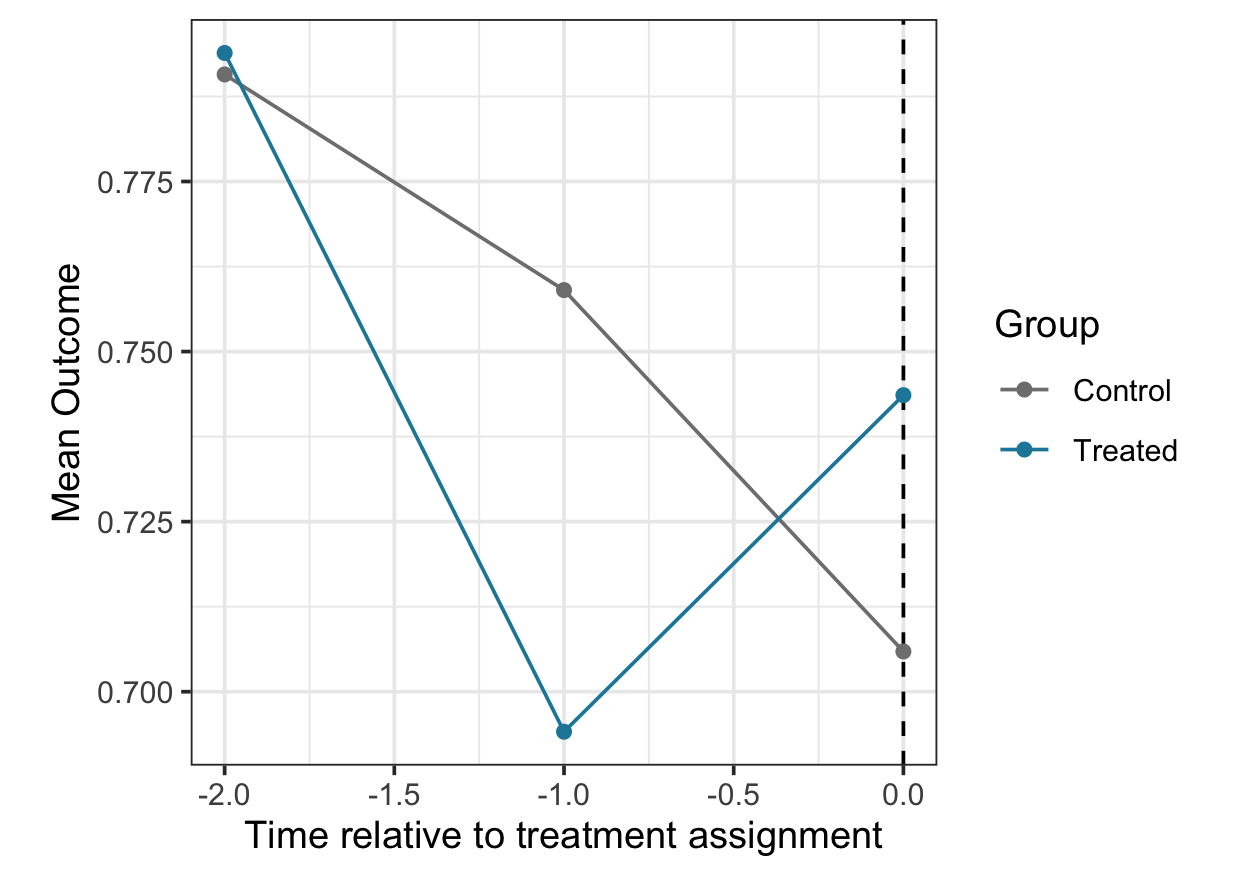 Mean Outcome
0.775
0.750
0.725
0.700
-2.0 -1.5 -1.0 -0.5 0.0
Time relative to treatment assignment
Group
Control
Treated